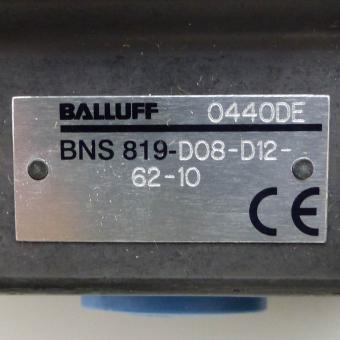 BALLUFF 0440DE
BNS 819-D08-D12-
62-10
CE